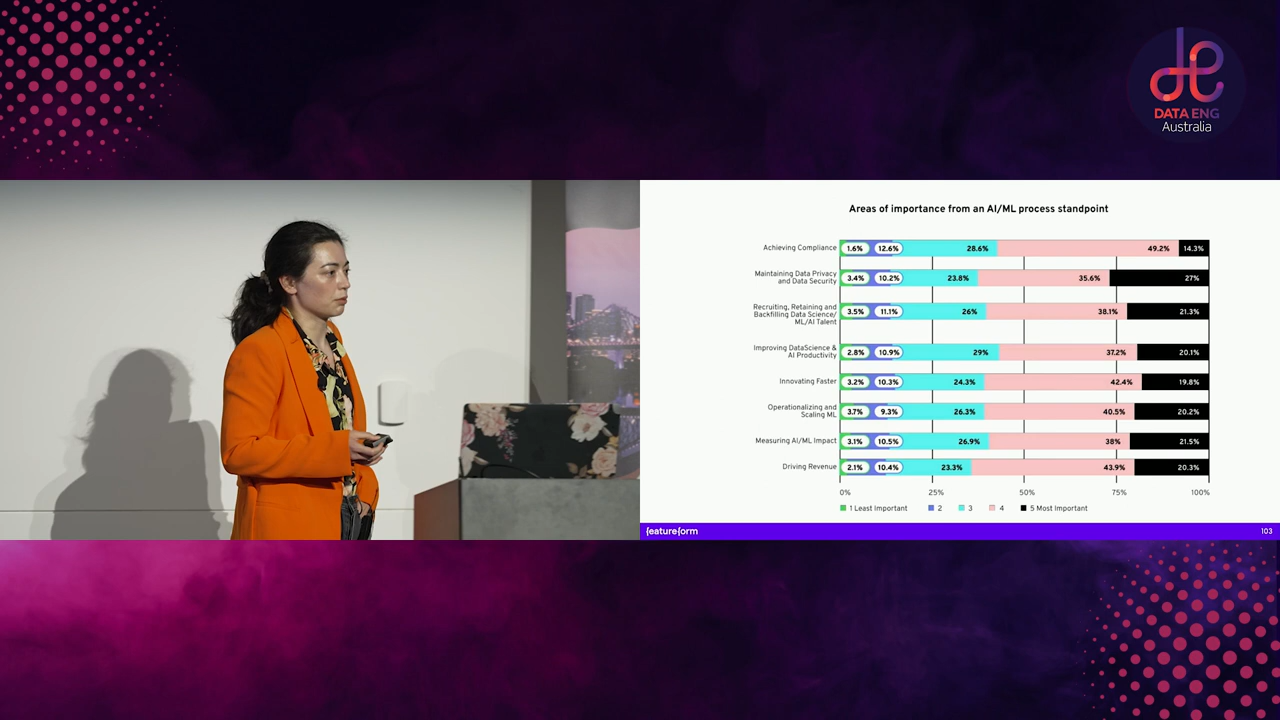 DATA ENG
Australia
Areas of importance from an AI/ML process standpoint
Achieving Compliance 1.6% 12.6% 28.6% 49.2% 14.3%
Maintaining Data Privacy
and Data Security 3.4% 10.2% 23.8% 35.6% 27%
Recruiting, Retaining and
Backfilling Data Science/
ML/AI Talent 3.5% 11.1% 26% 38.1% 21.3%
Improving DataScience &
AI Productivity 2.8% 10.9% 29% 37.2% 20.1%
Innovating Faster 3.2% 10.3% 24.3% 42.4% 19.8%
Operationalizing and
Scaling ML 3.7% 9.3% 26.3% 40.5% 20.2%
Measuring AI/ML Impact 3.1% 10.5% 26.9% 38% 21.5%
Driving Revenue 2.1% 10.4% 23.3% 43.9% 20.3%
0% 25% 50% 75% 100%
1 Least Important 2 3 4 5 Most Important
featureform 103